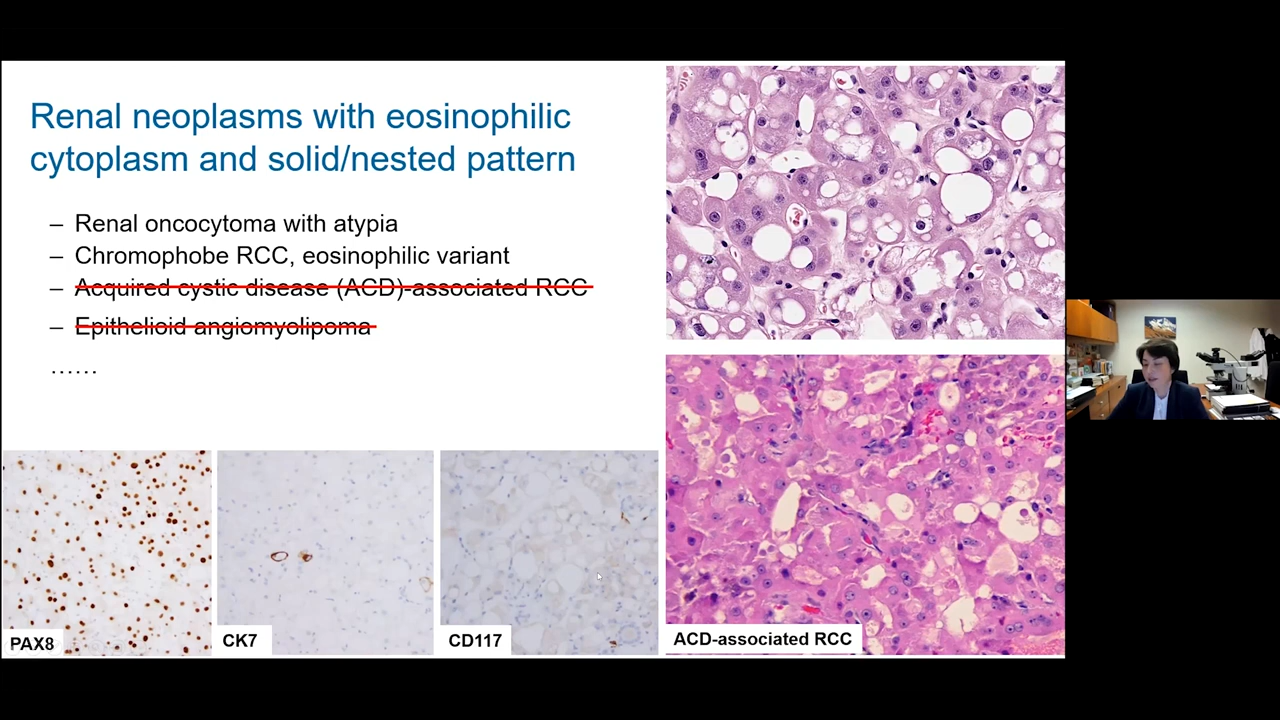 Renal neoplasms with eosinophilic
cytoplasm and solid/nested pattern
– Renal oncocytoma with atypia
– Chromophobe RCC, eosinophilic variant
– Acquired cystic disease (ACD)-associated RCC
– Epithelioid angiomyolipoma
……
PAX8
CK7
CD117
ACD-associated RCC